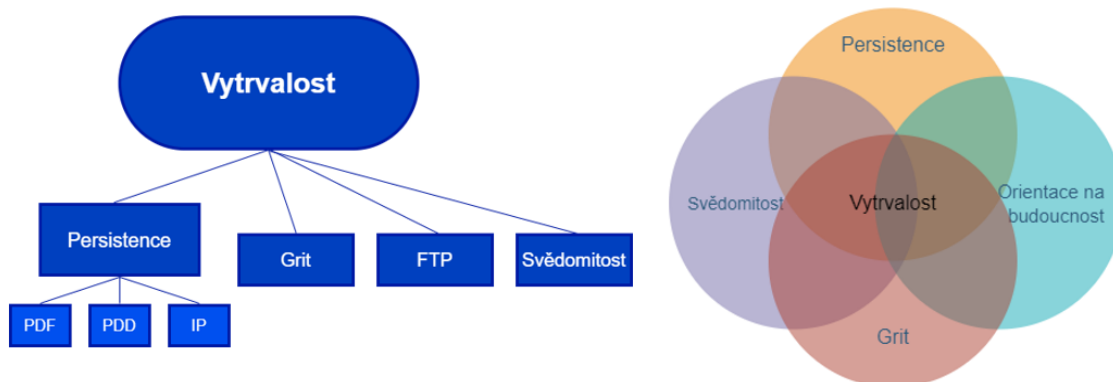 Vytrvalost
Persistence
Grit
FTP
Svědomitost
PDF
PDD
IP
Persistence
Svědomitost
Vytrvalost
Orientace na
budoucnost
Grit